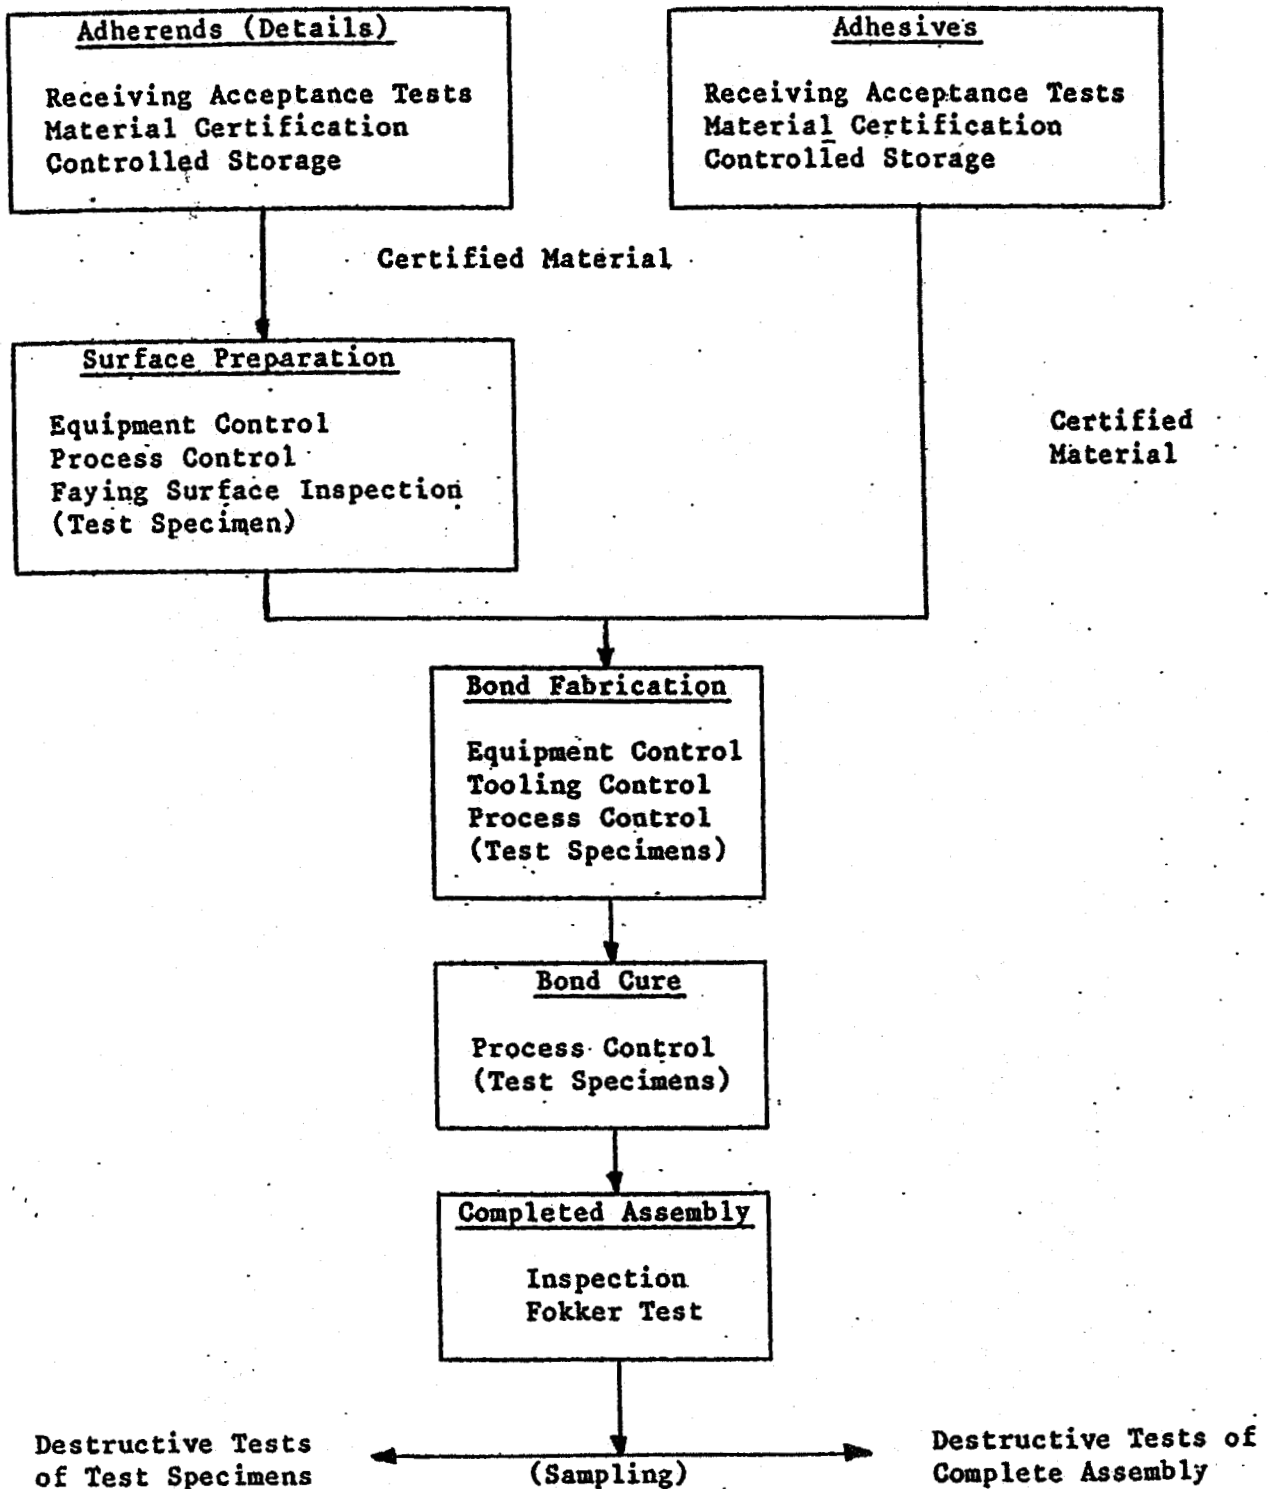 Adherends (Details)
Receiving Acceptance Tests
Material Certification
Controlled Storage
Adhesives
Receiving Acceptance Tests
Material Certification
Controlled Storage
Certified Material
Surface Preparation
Equipment Control
Process Control
Faying Surface Inspection
(Test Specimen)
Certified
Material
Bond Fabrication
Equipment Control
Tooling Control
Process Control
(Test Specimens)
Bond Cure
Process Control
(Test Specimens)
Completed Assembly
Inspection
Fokker Test
Destructive Tests
of Test Specimens
(Sampling)
Destructive Tests of
Complete Assembly